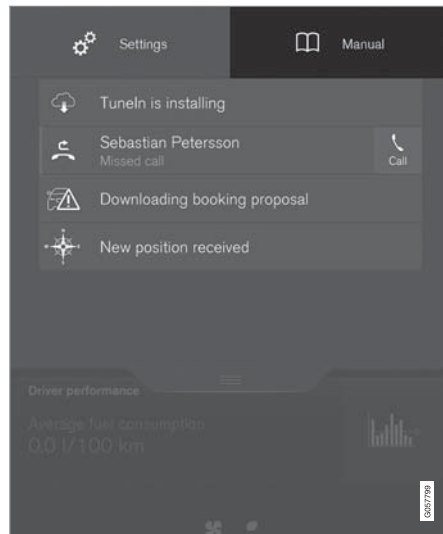 Settings
Manual
TuneIn is installing
Sebastian Petersson
Missed call
Call
Downloading booking proposal
New position received
Driver performance
Average fuel consumption
0.0 l/100 km
G057799